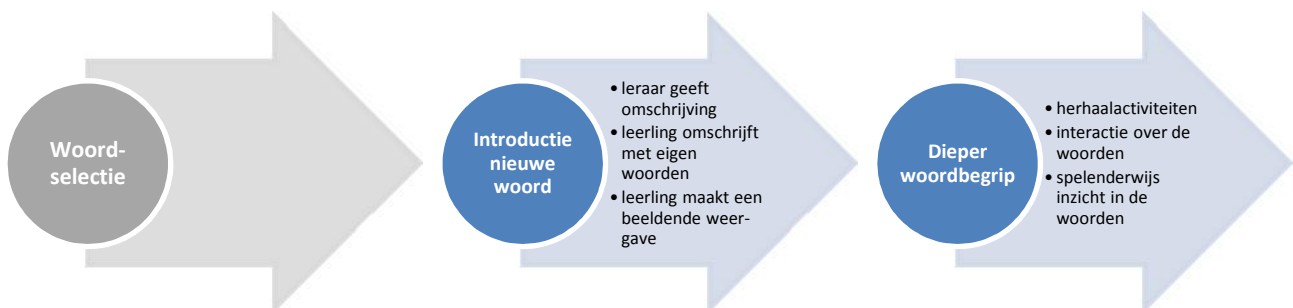 Woord-
selectie
Introductie
nieuwe
woord
• leraar geeft
omschrijving
• leerling omschrijft
met eigen
woorden
• leerling maakt een
beeldende weer-
gave
Dieper
woordbegrip
• herhaalactiviteiten
• interactie over de
woorden
• spelenderwijs
inzicht in de
woorden